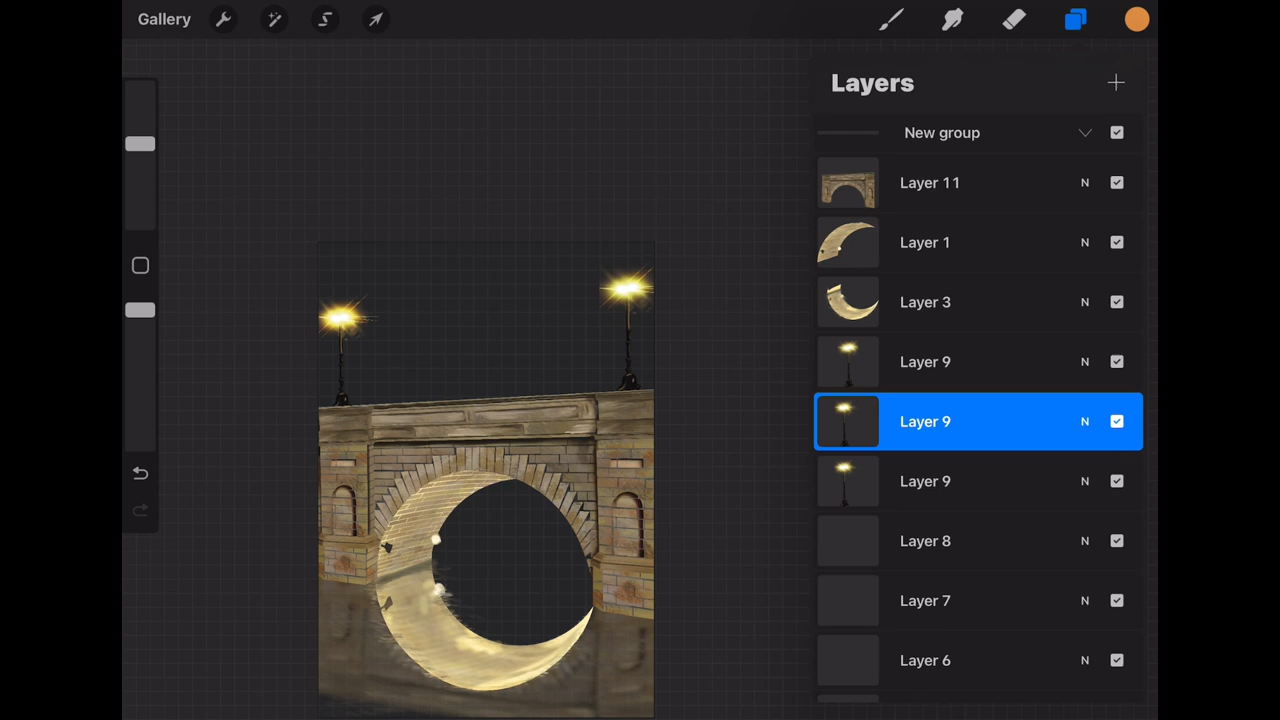 Gallery
Layers
New group
Layer 11 N
Layer 1 N
Layer 3 N
Layer 9 N
Layer 9 N
Layer 9 N
Layer 8 N
Layer 7 N
Layer 6 N